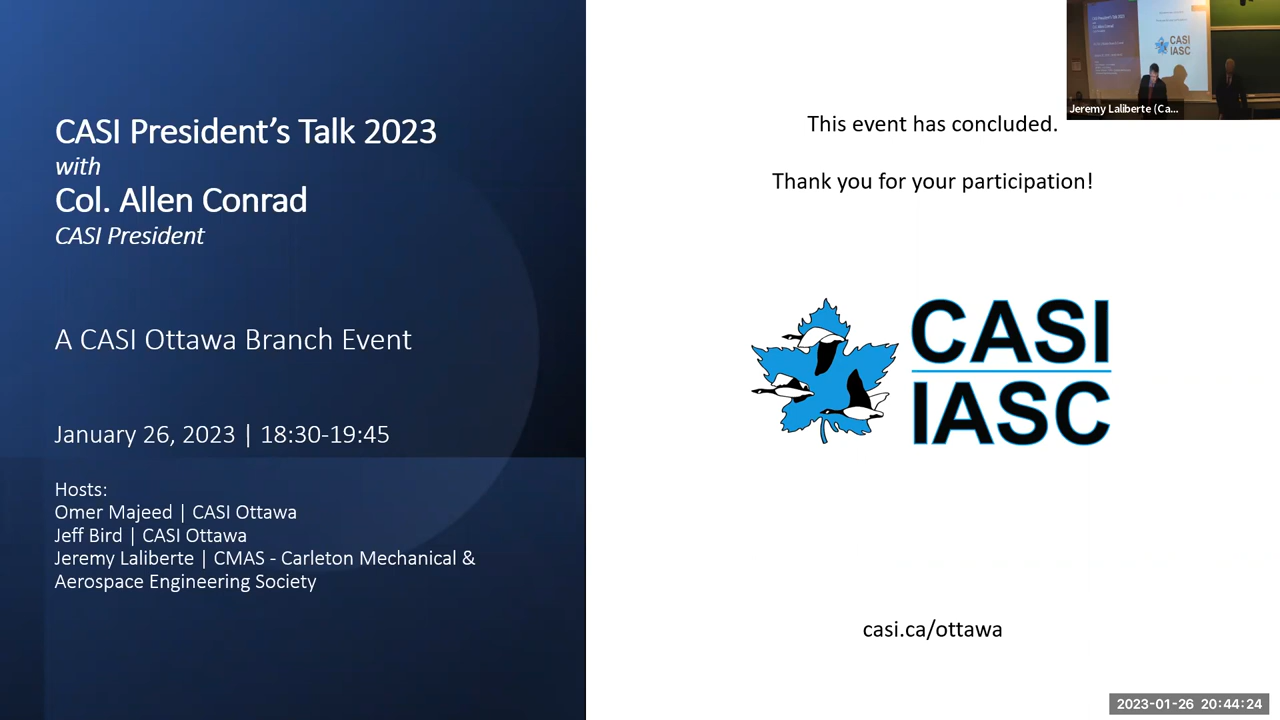 CASI President's Talk 2023
with
Col. Allen Conrad
CASI President
A CASI Ottawa Branch Event
January 26, 2023 | 18:30-19:45
Hosts:
Omer Majeed | CASI Ottawa
Jeff Bird | CASI Ottawa
Jeremy Laliberte | CMAS - Carleton Mechanical &
Aerospace Engineering Society
This event has concluded.
Thank you for your participation!
CASI
IASC
casi.ca/ottawa
CASI
IASC
Jeremy Laliberte (Ca...
2023-01-26 20:44:24